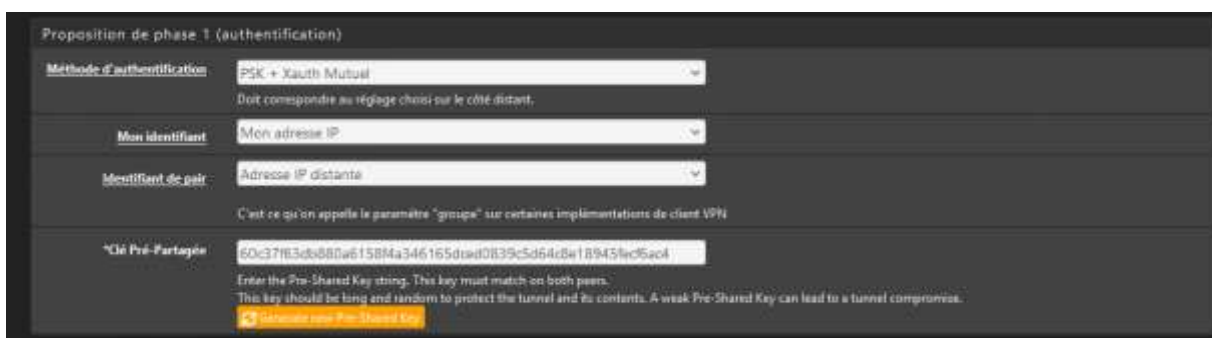 Proposition de phase 1 (authentification)
Méthode d'authentification
PSK + Xauth Mutuel
Doit correspondre au réglage choisi sur le côté distant.
Mon identifiant
Mon adresse IP
Identifiant de pair
Adresse IP distante
C'est ce qu'on appelle le paramètre "groupe" sur certaines implémentations de client VPN
*Clé Pré-Partagée
Enter the Pre-Shared Key string. This key must match on both peers.
This key should be long and random to protect the tunnel and its contents. A weak Pre-Shared Key can lead to a tunnel compromise.
Generate new Pre-Shared Key